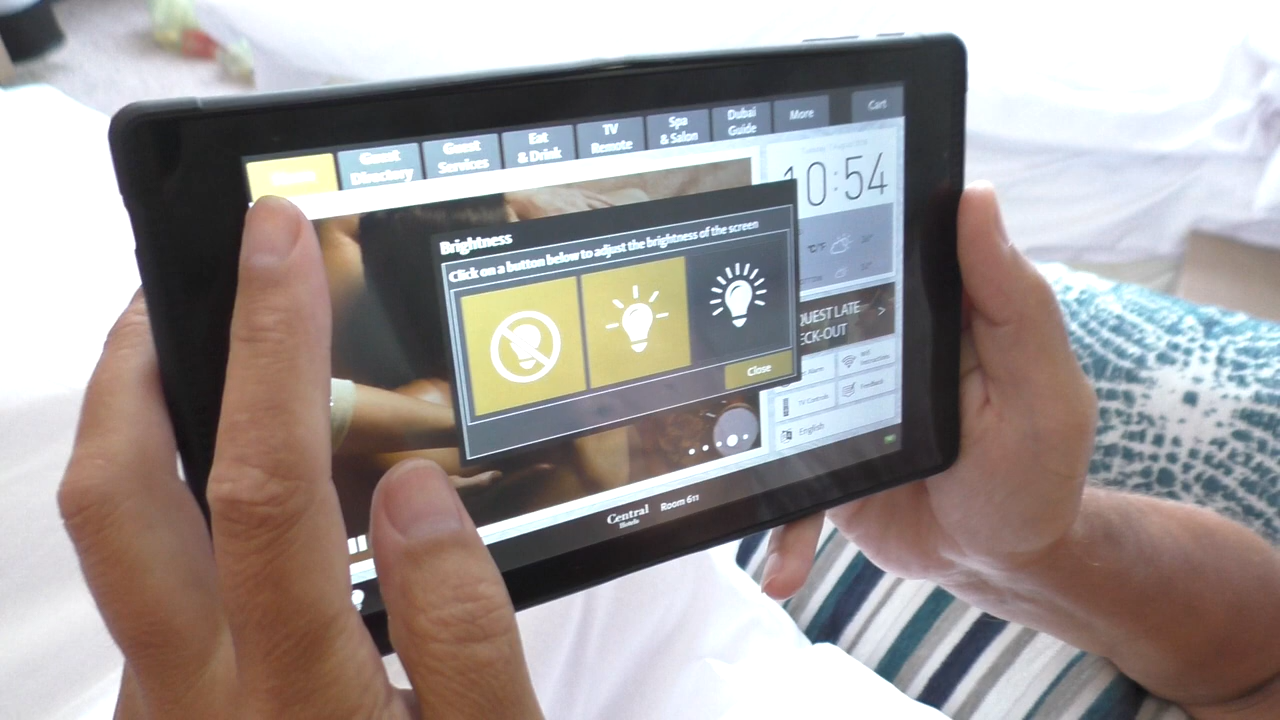 Guest
Directory
Guest
Services
Eat
& Drink
TV
Remote
Spa
& Salon
Dubai
Guide
More
Cart
10:54
Brightness
Click on a button below to adjust the brightness of the screen
°C/°F
UEST LATE
ECK-OUT
>
Close
Alarm
TV Controls
Feedback
English
Central
Hotels
Room 611